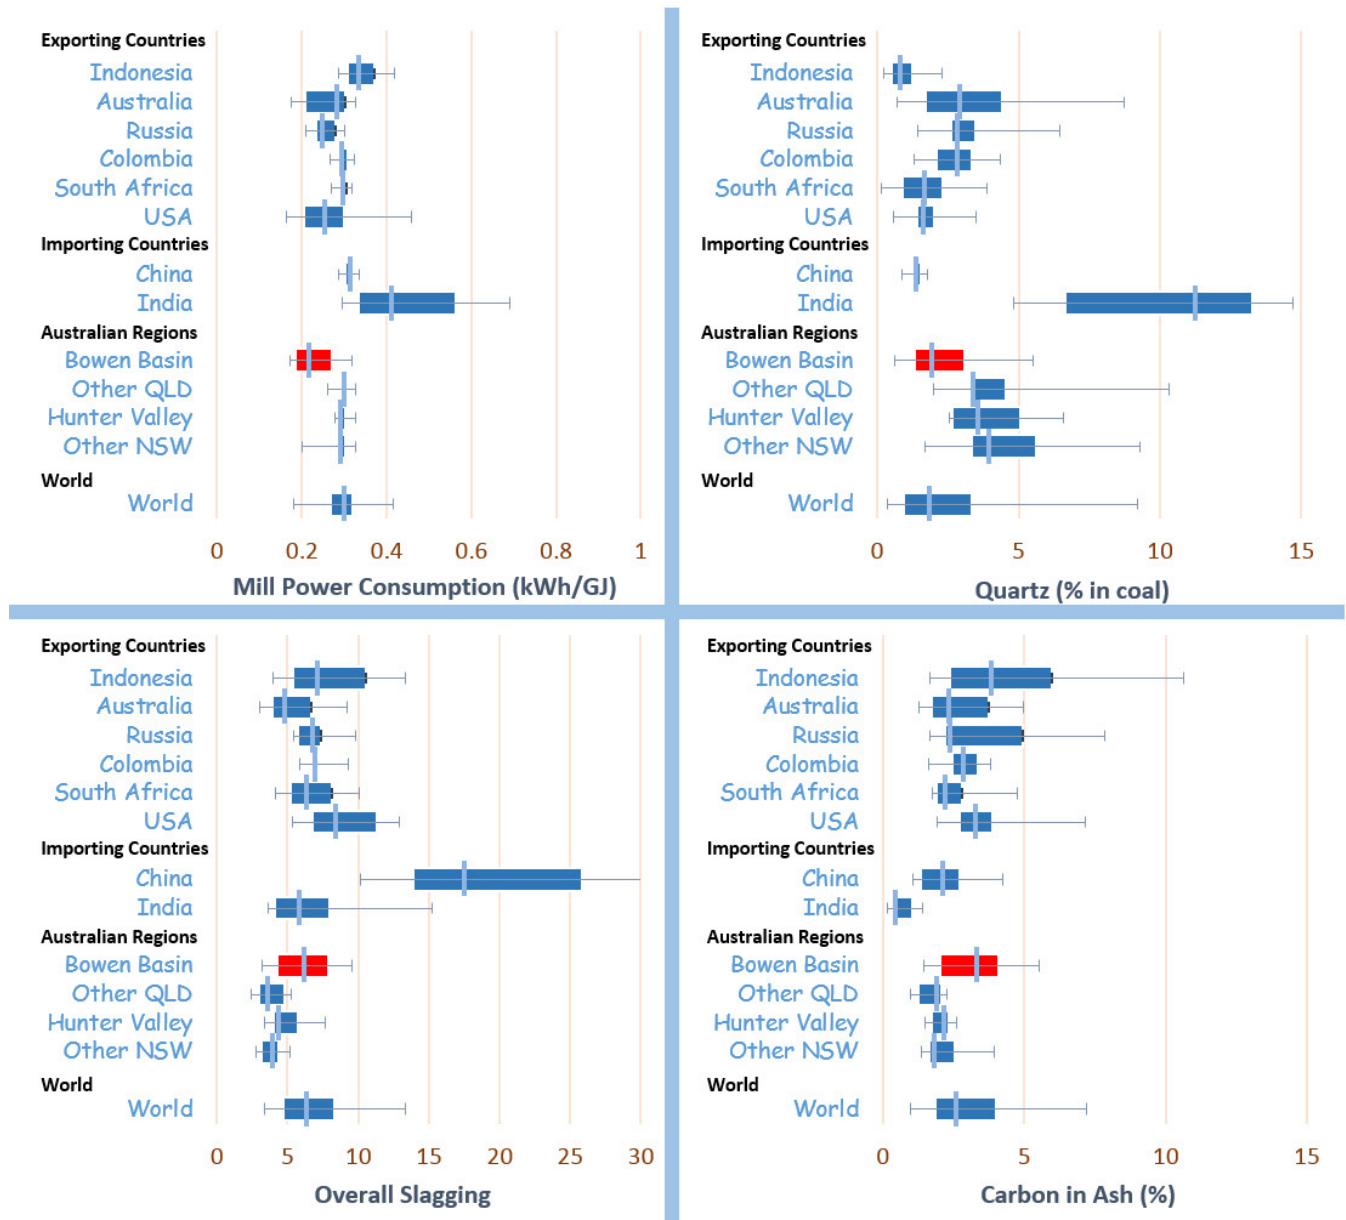 Exporting Countries
Indonesia
Australia
Russia
Colombia
South Africa
USA
Importing Countries
China
India
Australian Regions
Bowen Basin
Other QLD
Hunter Valley
Other NSW
World
World
0 0.2 0.4 0.6 0.8 1
Mill Power Consumption (kWh/GJ)
Exporting Countries
Indonesia
Australia
Russia
Colombia
South Africa
USA
Importing Countries
China
India
Australian Regions
Bowen Basin
Other QLD
Hunter Valley
Other NSW
World
World
0 5 10 15
Quartz (% in coal)
Exporting Countries
Indonesia
Australia
Russia
Colombia
South Africa
USA
Importing Countries
China
India
Australian Regions
Bowen Basin
Other QLD
Hunter Valley
Other NSW
World
World
0 5 10 15 20 25 30
Overall Slagging
Exporting Countries
Indonesia
Australia
Russia
Colombia
South Africa
USA
Importing Countries
China
India
Australian Regions
Bowen Basin
Other QLD
Hunter Valley
Other NSW
World
World
0 5 10 15
Carbon in Ash (%)